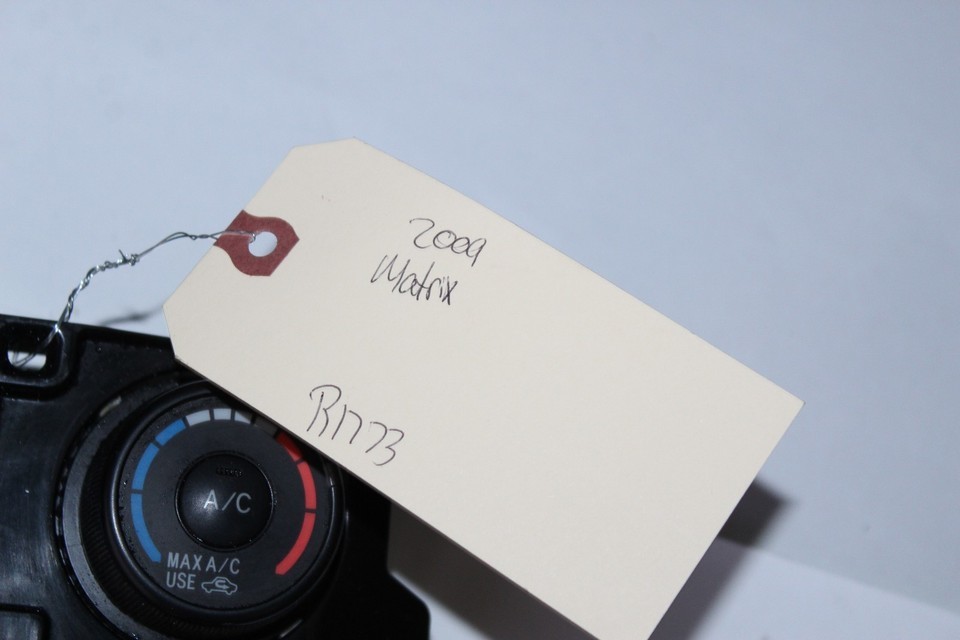 2009
Matrix
R1773
A/C
MAX A/C
USE